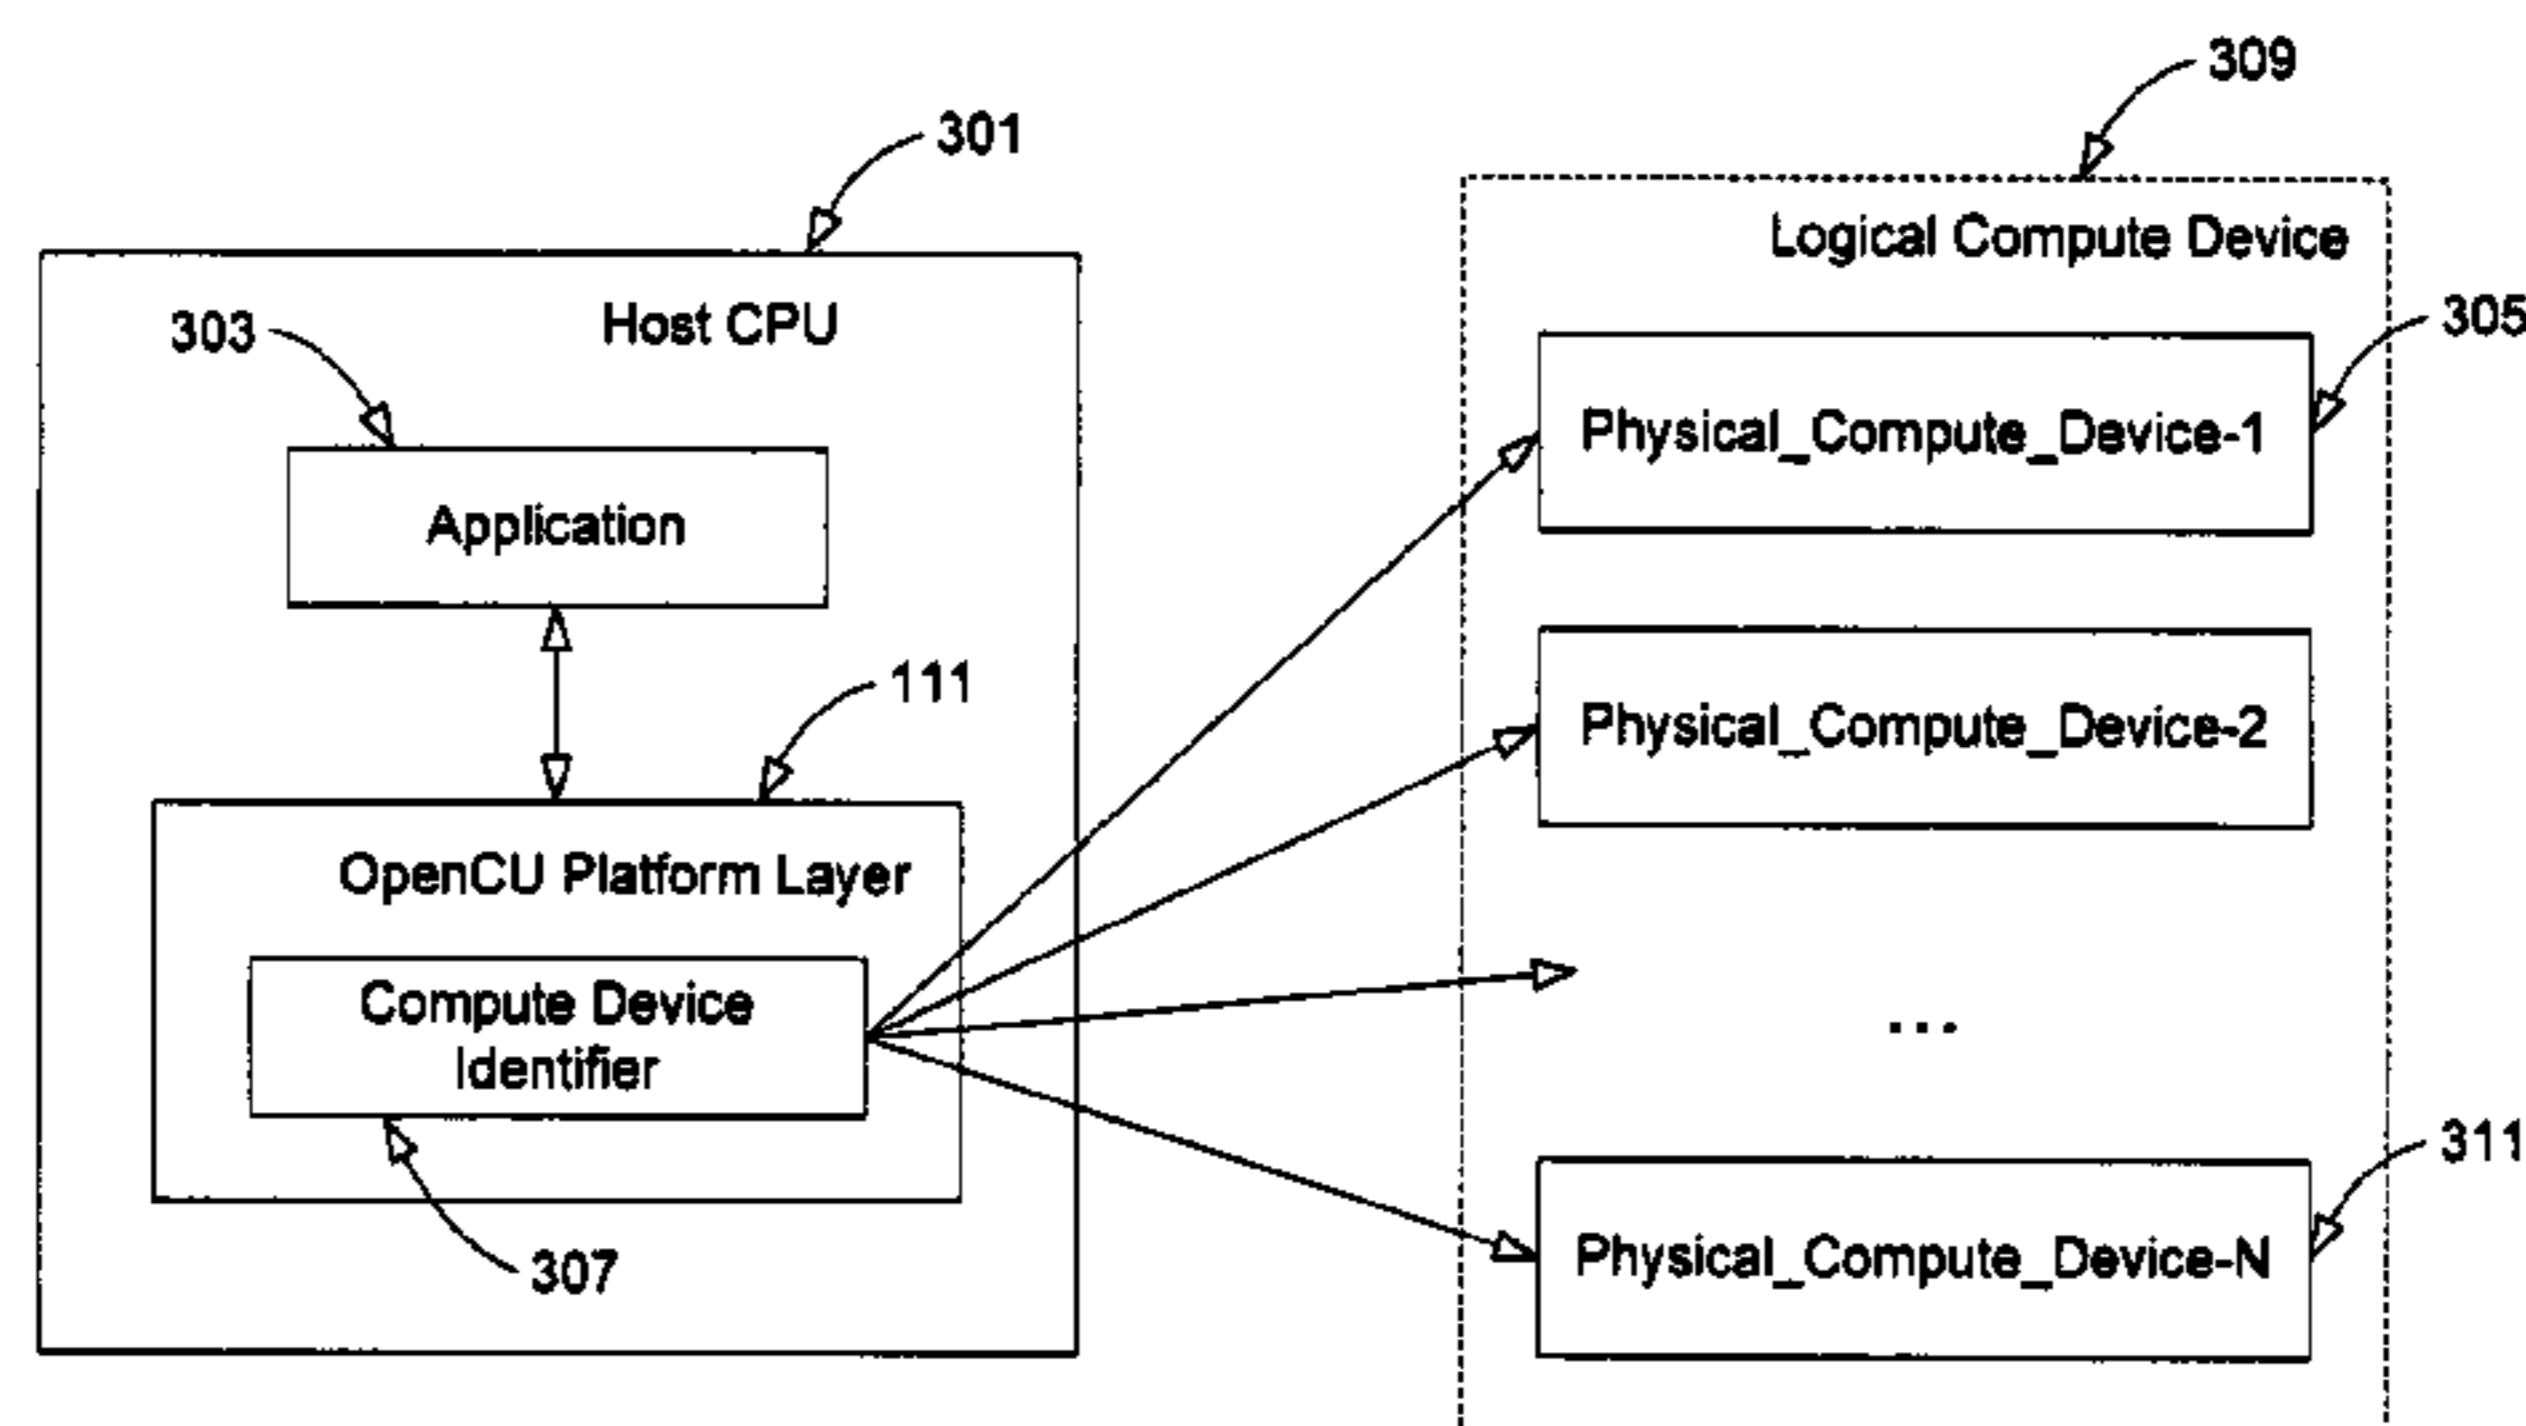 309
301
Logical Compute Device
Host CPU
303
305
Physical_Compute_Device-1
Application
111
Physical_Compute_Device-2
OpenCU Platform Layer
Compute Device
Identifier
...
311
307
Physical_Compute_Device-N